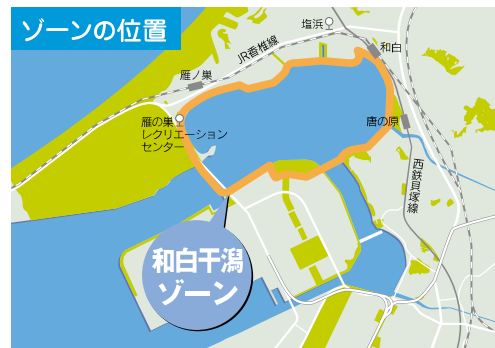 ゾーンの位置
塩浜
和白
JR香椎線
雁ノ巣
雁の巣
レクリエーション
センター
唐の原
西鉄貝塚線
和白干潟
ゾーン